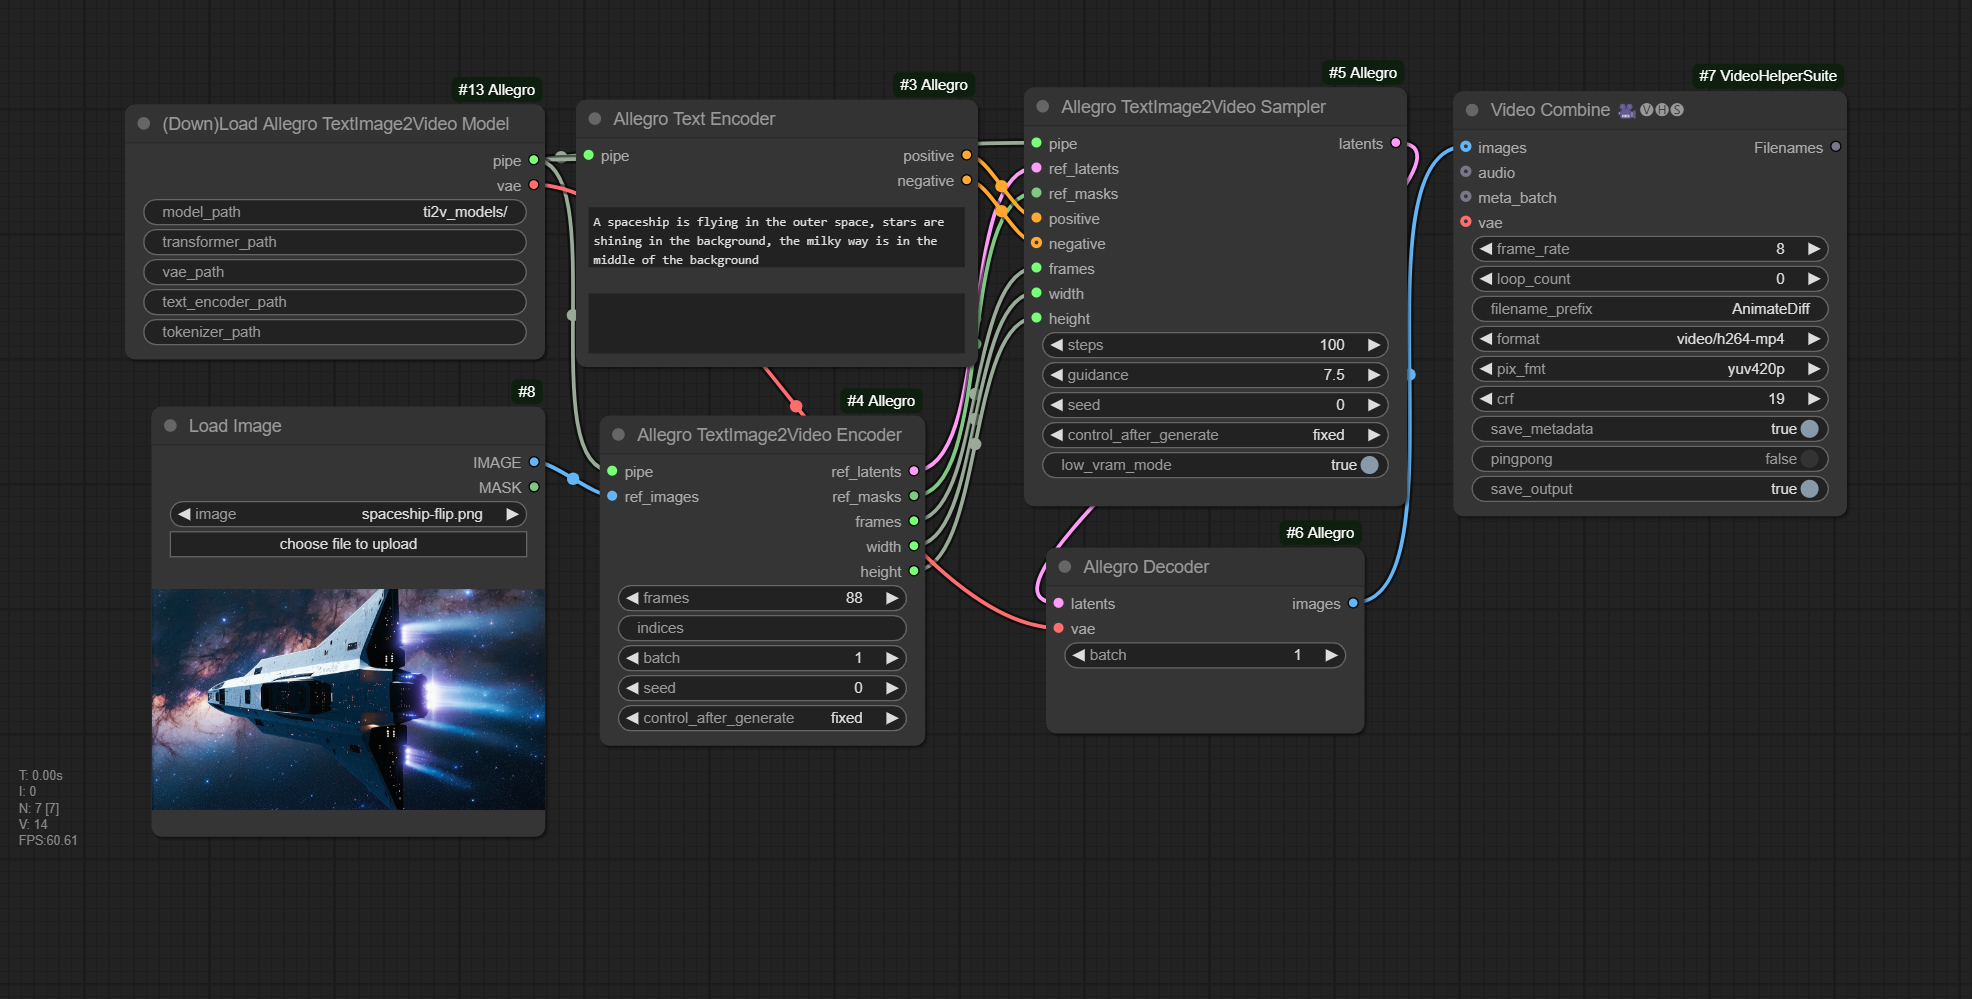 #13 Allegro
(Down)Load Allegro TextImage2Video Model
pipe
vae
model_path ti2v_models/
transformer_path
vae_path
text_encoder_path
tokenizer_path
#8
Load Image
IMAGE
MASK
image spaceship-flip.png
choose file to upload
#3 Allegro
Allegro Text Encoder
pipe positive
negative
A spaceship is flying in the outer space, stars are
shining in the background, the milky way is in the
middle of the background
#4 Allegro
Allegro TextImage2Video Encoder
pipe ref_latents
ref_images ref_masks
frames
width
height
frames 88
indices
batch 1
seed 0
control_after_generate fixed
#5 Allegro
Allegro TextImage2Video Sampler
pipe latents
ref_latents
ref_masks
positive
negative
frames
width
height
steps 100
guidance 7.5
seed 0
control_after_generate fixed
low_vram_mode true
#6 Allegro
Allegro Decoder
latents images
vae
batch 1
#7 VideoHelperSuite
Video Combine 🎥🅥🅗🅢
images Filenames
audio
meta_batch
vae
frame_rate 8
loop_count 0
filename_prefix AnimateDiff
format video/h264-mp4
pix_fmt yuv420p
crf 19
save_metadata true
pingpong false
save_output true
T: 0.00s
I: 0
N: 7 [7]
V: 14
FPS:60.61